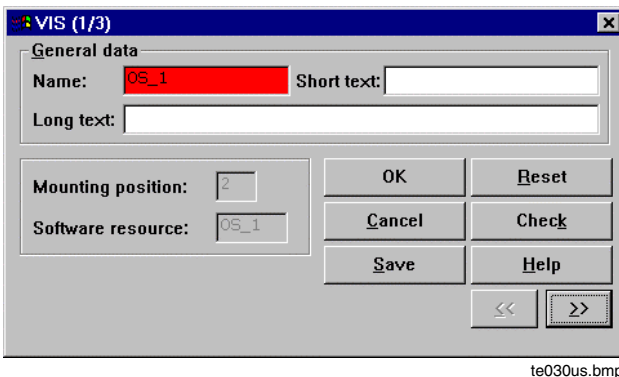 VIS (1/3)
General data
Name: OS_1 Short text:
Long text:
Mounting position: 2
Software resource: OS_1
OK Reset
Cancel Check
Save Help
<< >>
te030us.bmp